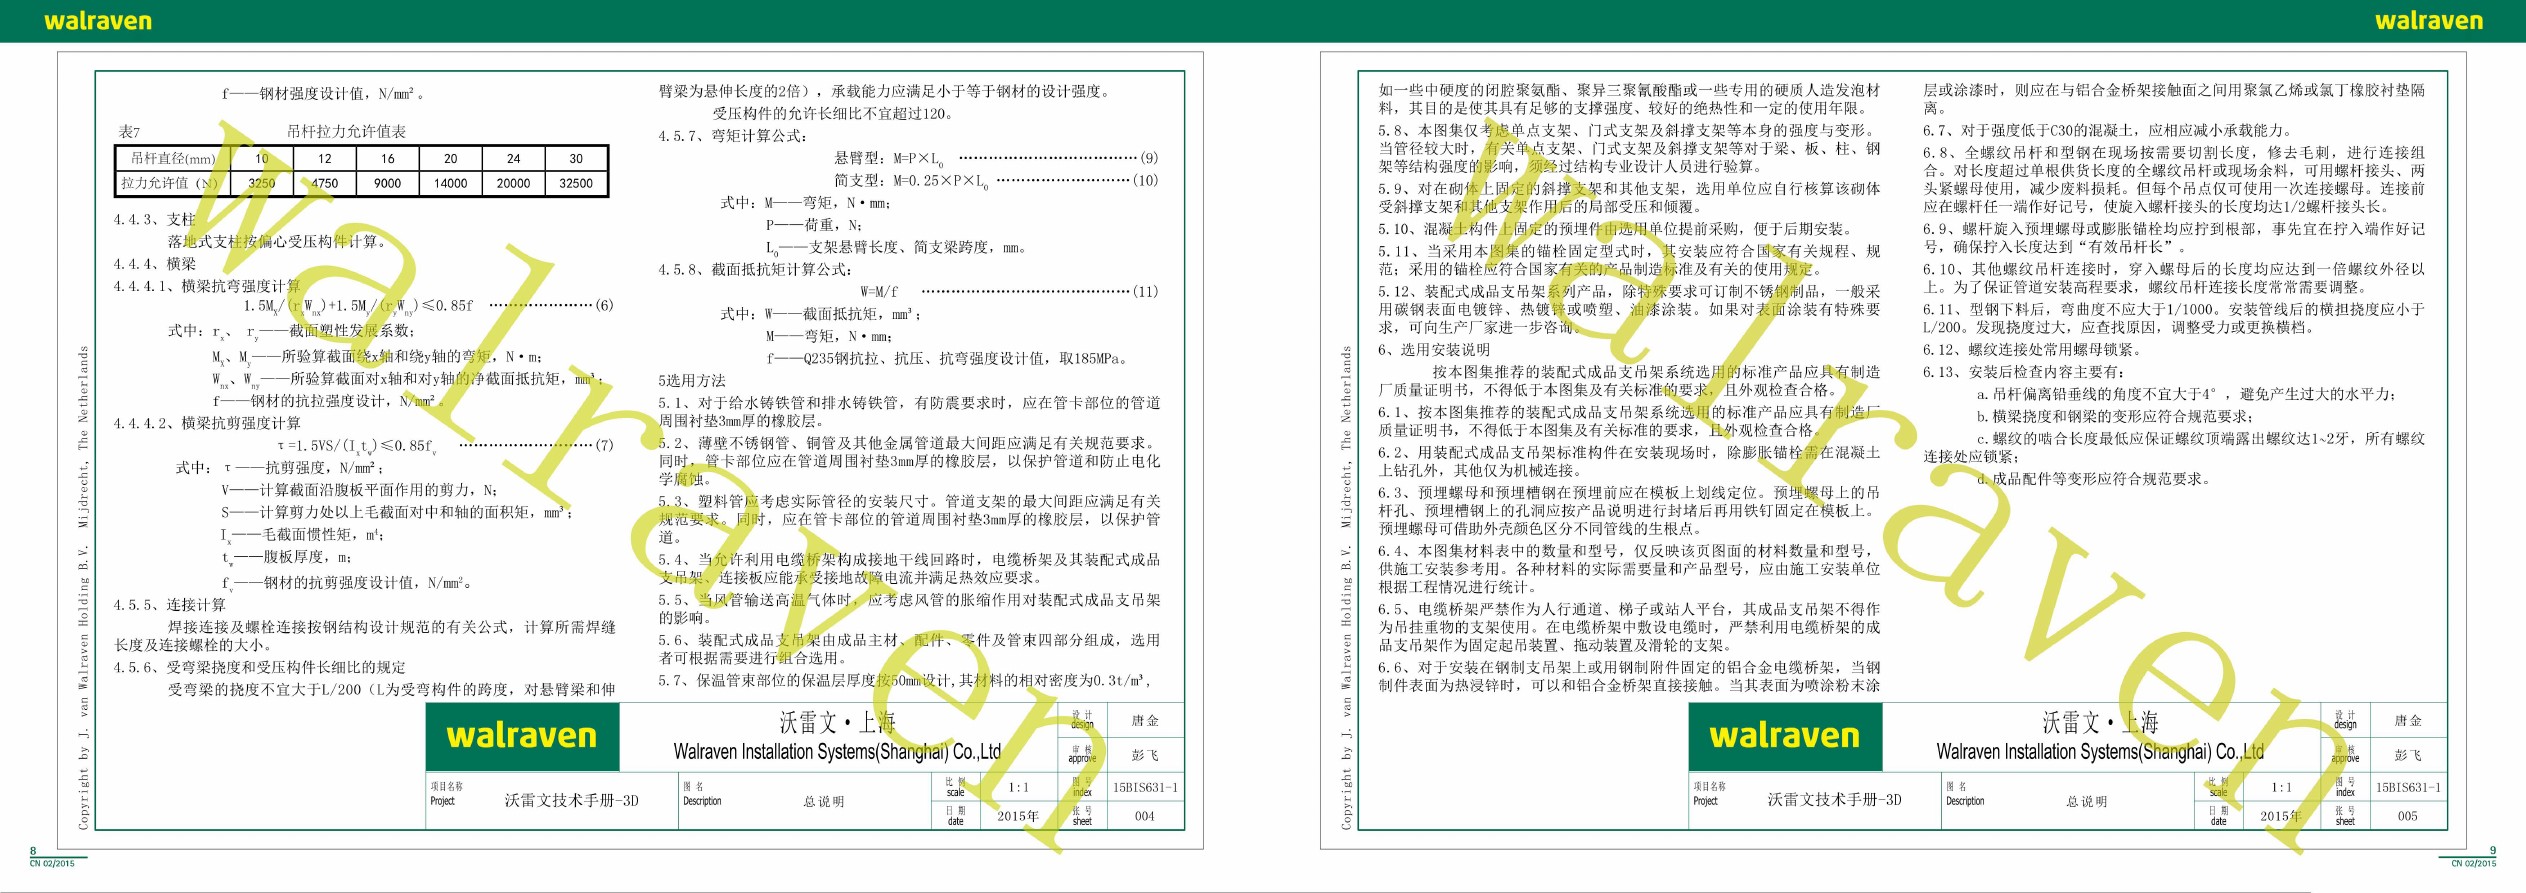 walraven
walraven
f——钢材强度设计值，N/mm²。
表7 吊杆拉力允许值表
吊杆直径(mm) 10 12 16 20 24 30
拉力允许值 (N) 3250 4750 9000 14000 20000 32500
4.4.3、支柱
落地式支柱按偏心受压构件计算。
4.4.4、横梁
4.4.4.1、横梁抗弯强度计算
1.5Mx/(rxWnx)+1.5My/(ryWny)≤0.85f ·····················(6)
式中：rx、 ry——截面塑性发展系数；
Mx、My——所验算截面绕x轴和绕y轴的弯矩，N·m；
Wnx、Wny——所验算截面对x轴和对y轴的净截面抵抗矩，mm³；
f——钢材的抗拉强度设计，N/mm²。
4.4.4.2、横梁抗剪强度计算
τ=1.5VS/(Ixtw)≤0.85fv ···························(7)
式中：τ——抗剪强度，N/mm²；
V——计算截面沿腹板平面作用的剪力，N；
S——计算剪力处以上毛截面对中和轴的面积矩，mm³；
Ix——毛截面惯性矩，m⁴；
tw——腹板厚度，m；
fv——钢材的抗剪强度设计值，N/mm²。
4.5.5、连接计算
焊接连接及螺栓连接按钢结构设计规范的有关公式，计算所需焊缝
长度及连接螺栓的大小。
4.5.6、受弯梁挠度和受压构件长细比的规定
受弯梁的挠度不宜大于L/200（L为受弯构件的跨度，对悬臂梁和伸
臂梁为悬伸长度的2倍），承载能力应满足小于等于钢材的设计强度。
受压构件的允许长细比不宜超过120。
4.5.7、弯矩计算公式：
悬臂型：M=P×L0 ··································(9)
简支型：M=0.25×P×L0 ··························(10)
式中：M——弯矩，N·mm；
P——荷重，N；
L0——支架悬臂长度、简支梁跨度，mm。
4.5.8、截面抵抗矩计算公式：
W=M/f ········································(11)
式中：W——截面抵抗矩，mm³；
M——弯矩，N·mm；
f——Q235钢抗拉、抗压、抗弯强度设计值，取185MPa。
5选用方法
5.1、对于给水铸铁管和排水铸铁管，有防震要求时，应在管卡部位的管道
周围衬垫3mm厚的橡胶层。
5.2、薄壁不锈钢管、铜管及其他金属管道最大间距应满足有关规范要求。
同时，管卡部位应在管道周围衬垫3mm厚的橡胶层，以保护管道和防止电化
学腐蚀。
5.3、塑料管应考虑实际管径的安装尺寸。管道支架的最大间距应满足有关
规范要求。同时，应在管卡部位的管道周围衬垫3mm厚的橡胶层，以保护管
道。
5.4、当允许利用电缆桥架构成接地干线回路时，电缆桥架及其装配式成品
支吊架、连接板应能承受接地故障电流并满足热效应要求。
5.5、当风管输送高温气体时，应考虑风管的胀缩作用对装配式成品支吊架
的影响。
5.6、装配式成品支吊架由成品主材、配件、零件及管束四部分组成，选用
者可根据需要进行组合选用。
5.7、保温管束部位的保温层厚度按50mm设计,其材料的相对密度为0.3t/m³,
Copyright by J. van Walraven Holding B.V. Mijdrecht, The Netherlands
walraven
沃雷文·上海
Walraven Installation Systems(Shanghai) Co.,Ltd
设计 design 唐金
审核 approve 彭飞
项目名称 Project 沃雷文技术手册-3D
图名 Description 总说明
比例 scale 1:1
图号 index 15BIS631-1
日期 date 2015年
张号 sheet 004
8
CN 02/2015
walraven
如一些中硬度的闭腔聚氨酯、聚异三聚氰酸酯或一些专用的硬质人造发泡材
料，其目的是使其具有足够的支撑强度、较好的绝热性和一定的使用年限。
5.8、本图集仅考虑单点支架、门式支架及斜撑支架等本身的强度与变形。
当管径较大时，有关单点支架、门式支架及斜撑支架等对于梁、板、柱、钢
架等结构强度的影响，须经过结构专业设计人员进行验算。
5.9、对在砌体上固定的斜撑支架和其他支架，选用单位应自行核算该砌体
受斜撑支架和其他支架作用后的局部受压和倾覆。
5.10、混凝土构件上固定的预埋件由选用单位提前采购，便于后期安装。
5.11、当采用本图集的锚栓固定型式时，其安装应符合国家有关规程、规
范；采用的锚栓应符合国家有关的产品制造标准及有关的使用规定。
5.12、装配式成品支吊架系列产品，除特殊要求可订制不锈钢制品，一般采
用碳钢表面电镀锌、热镀锌或喷塑、油漆涂装。如果对表面涂装有特殊要
求，可向生产厂家进一步咨询。
6、选用安装说明
按本图集推荐的装配式成品支吊架系统选用的标准产品应具有制造
厂质量证明书，不得低于本图集及有关标准的要求，且外观检查合格。
6.1、按本图集推荐的装配式成品支吊架系统选用的标准产品应具有制造厂
质量证明书，不得低于本图集及有关标准的要求，且外观检查合格。
6.2、用装配式成品支吊架标准构件在安装现场时，除膨胀锚栓需在混凝土
上钻孔外，其他仅为机械连接。
6.3、预埋螺母和预埋槽钢在预埋前应在模板上划线定位。预埋螺母上的吊
杆孔、预埋槽钢上的孔洞应按产品说明进行封堵后再用铁钉固定在模板上。
预埋螺母可借助外壳颜色区分不同管线的生根点。
6.4、本图集材料表中的数量和型号，仅反映该页图面的材料数量和型号，
供施工安装参考用。各种材料的实际需要量和产品型号，应由施工安装单位
根据工程情况进行统计。
6.5、电缆桥架严禁作为人行通道、梯子或站人平台，其成品支吊架不得作
为吊挂重物的支架使用。在电缆桥架中敷设电缆时，严禁利用电缆桥架的成
品支吊架作为固定起吊装置、拖动装置及滑轮的支架。
6.6、对于安装在钢制支吊架上或用钢制附件固定的铝合金电缆桥架，当钢
制件表面为热浸锌时，可以和铝合金桥架直接接触。当其表面为喷涂粉末涂
层或涂漆时，则应在与铝合金桥架接触面之间用聚氯乙烯或氯丁橡胶衬垫隔
离。
6.7、对于强度低于C30的混凝土，应相应减小承载能力。
6.8、全螺纹吊杆和型钢在现场按需要切割长度，修去毛刺，进行连接组
合。对长度超过单根供货长度的全螺纹吊杆或现场余料，可用螺杆接头、两
头紧螺母使用，减少废料损耗。但每个吊点仅可使用一次连接螺母。连接前
应在螺杆任一端作好记号，使旋入螺杆接头的长度均达1/2螺杆接头长。
6.9、螺杆旋入预埋螺母或膨胀锚栓均应拧到根部，事先宜在拧入端作好记
号，确保拧入长度达到“有效吊杆长”。
6.10、其他螺纹吊杆连接时，穿入螺母后的长度均应达到一倍螺纹外径以
上。为了保证管道安装高程要求，螺纹吊杆连接长度常常需要调整。
6.11、型钢下料后，弯曲度不应大于1/1000。安装管线后的横担挠度应小于
L/200。发现挠度过大，应查找原因，调整受力或更换横档。
6.12、螺纹连接处常用螺母锁紧。
6.13、安装后检查内容主要有：
a.吊杆偏离铅垂线的角度不宜大于4°，避免产生过大的水平力；
b.横梁挠度和钢梁的变形应符合规范要求；
c.螺纹的啮合长度最低应保证螺纹顶端露出螺纹达1~2牙，所有螺纹
连接处应锁紧；
d.成品配件等变形应符合规范要求。
Copyright by J. van Walraven Holding B.V. Mijdrecht, The Netherlands
walraven
沃雷文·上海
Walraven Installation Systems(Shanghai) Co.,Ltd
设计 design 唐金
审核 approve 彭飞
项目名称 Project 沃雷文技术手册-3D
图名 Description 总说明
比例 scale 1:1
图号 index 15BIS631-1
日期 date 2015年
张号 sheet 005
9
CN 02/2015
walraven